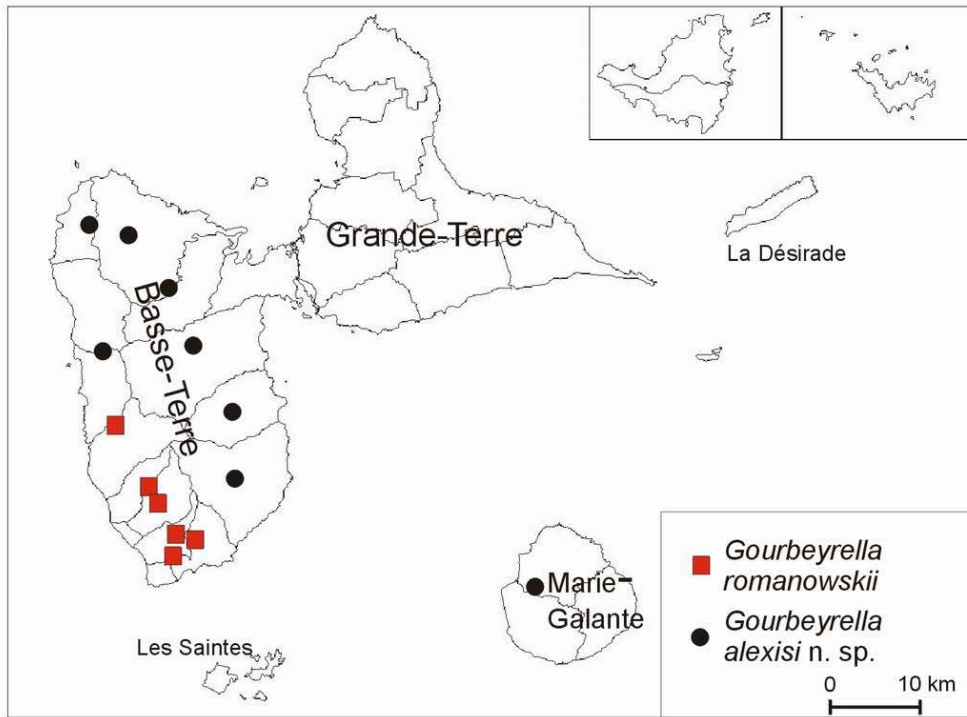 Grande-Terre
La Désirade
Basse-Terre
Marie-
Galante
Les Saintes
Gourbeyrella
romanowskii
Gourbeyrella
alexisi n. sp.
0 10 km